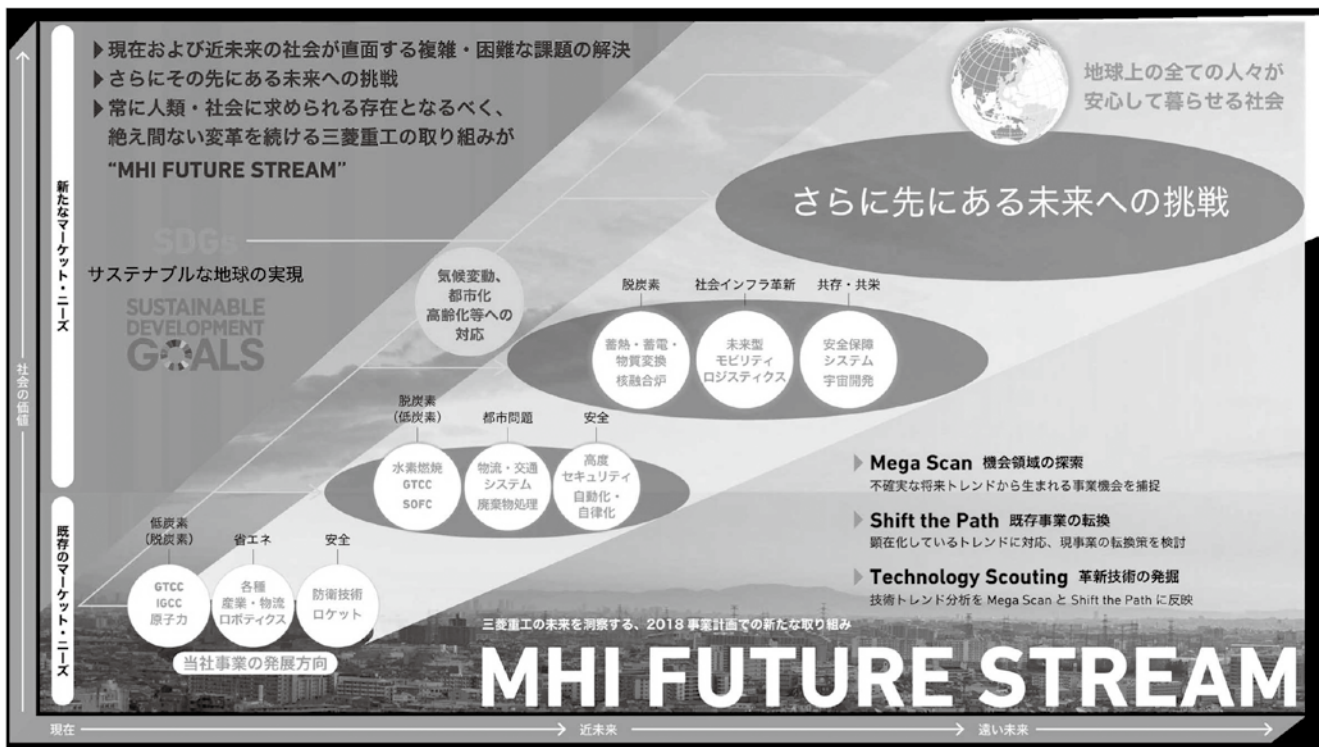 ▶現在および近未来の社会が直面する複雑・困難な課題の解決
▶さらにその先にある未来への挑戦
▶常に人類・社会に求められる存在となるべく、
絶え間ない変革を続ける三菱重工の取り組みが
“MHI FUTURE STREAM”
地球上の全ての人々が
安心して暮らせる社会
さらに先にある未来への挑戦
新たなマーケット・ニーズ
社会の価値
SDGs
サステナブルな地球の実現
SUSTAINABLE
DEVELOPMENT
GOALS
気候変動、
都市化
高齢化等への
対応
脱炭素
蓄熱・蓄電・
物質変換
核融合炉
社会インフラ革新
未来型
モビリティ
ロジスティクス
共存・共栄
安全保障
システム
宇宙開発
脱炭素
(低炭素)
水素燃焼
GTCC
SOFC
都市問題
物流・交通
システム
廃棄物処理
安全
高度
セキュリティ
自動化・
自律化
既存のマーケット・ニーズ
低炭素
(脱炭素)
GTCC
IGCC
原子力
省エネ
各種
産業・物流
ロボティクス
安全
防衛技術
ロケット
当社事業の発展方向
▶ Mega Scan 機会領域の探索
不確実な将来トレンドから生まれる事業機会を捕捉
▶ Shift the Path 既存事業の転換
顕在化しているトレンドに対応、現事業の転換策を検討
▶ Technology Scouting 革新技術の発掘
技術トレンド分析を Mega Scan と Shift the Path に反映
三菱重工の未来を洞察する、2018 事業計画での新たな取り組み
MHI FUTURE STREAM
現在
近未来
遠い未来